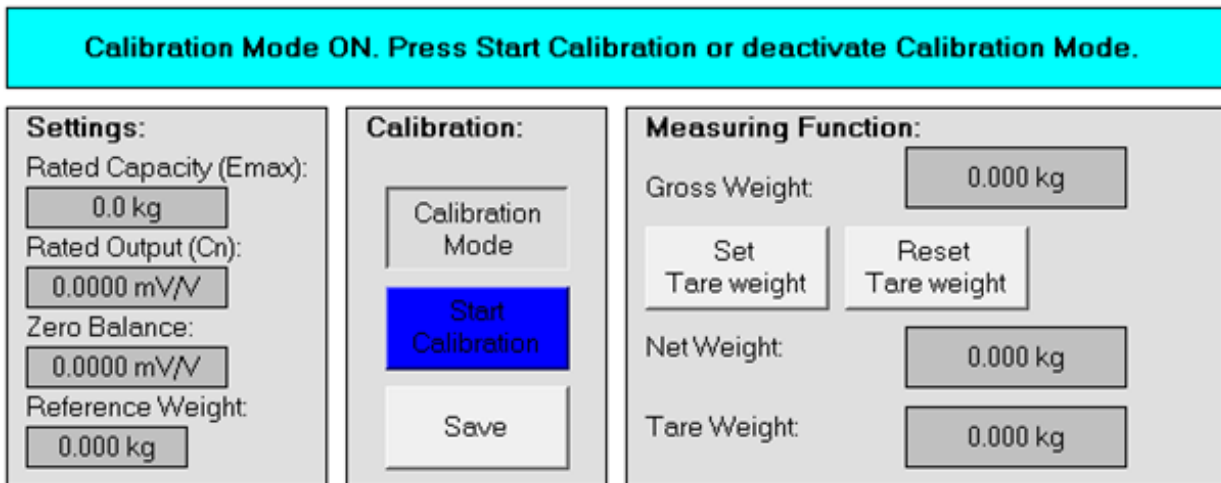 Calibration Mode ON. Press Start Calibration or deactivate Calibration Mode.
Settings:
Rated Capacity (Emax):
0.0 kg
Rated Output (Cn):
0.0000 mV/V
Zero Balance:
0.0000 mV/V
Reference Weight:
0.000 kg
Calibration:
Calibration
Mode
Start
Calibration
Save
Measuring Function:
Gross Weight:
0.000 kg
Set
Tare weight
Reset
Tare weight
Net Weight:
0.000 kg
Tare Weight:
0.000 kg